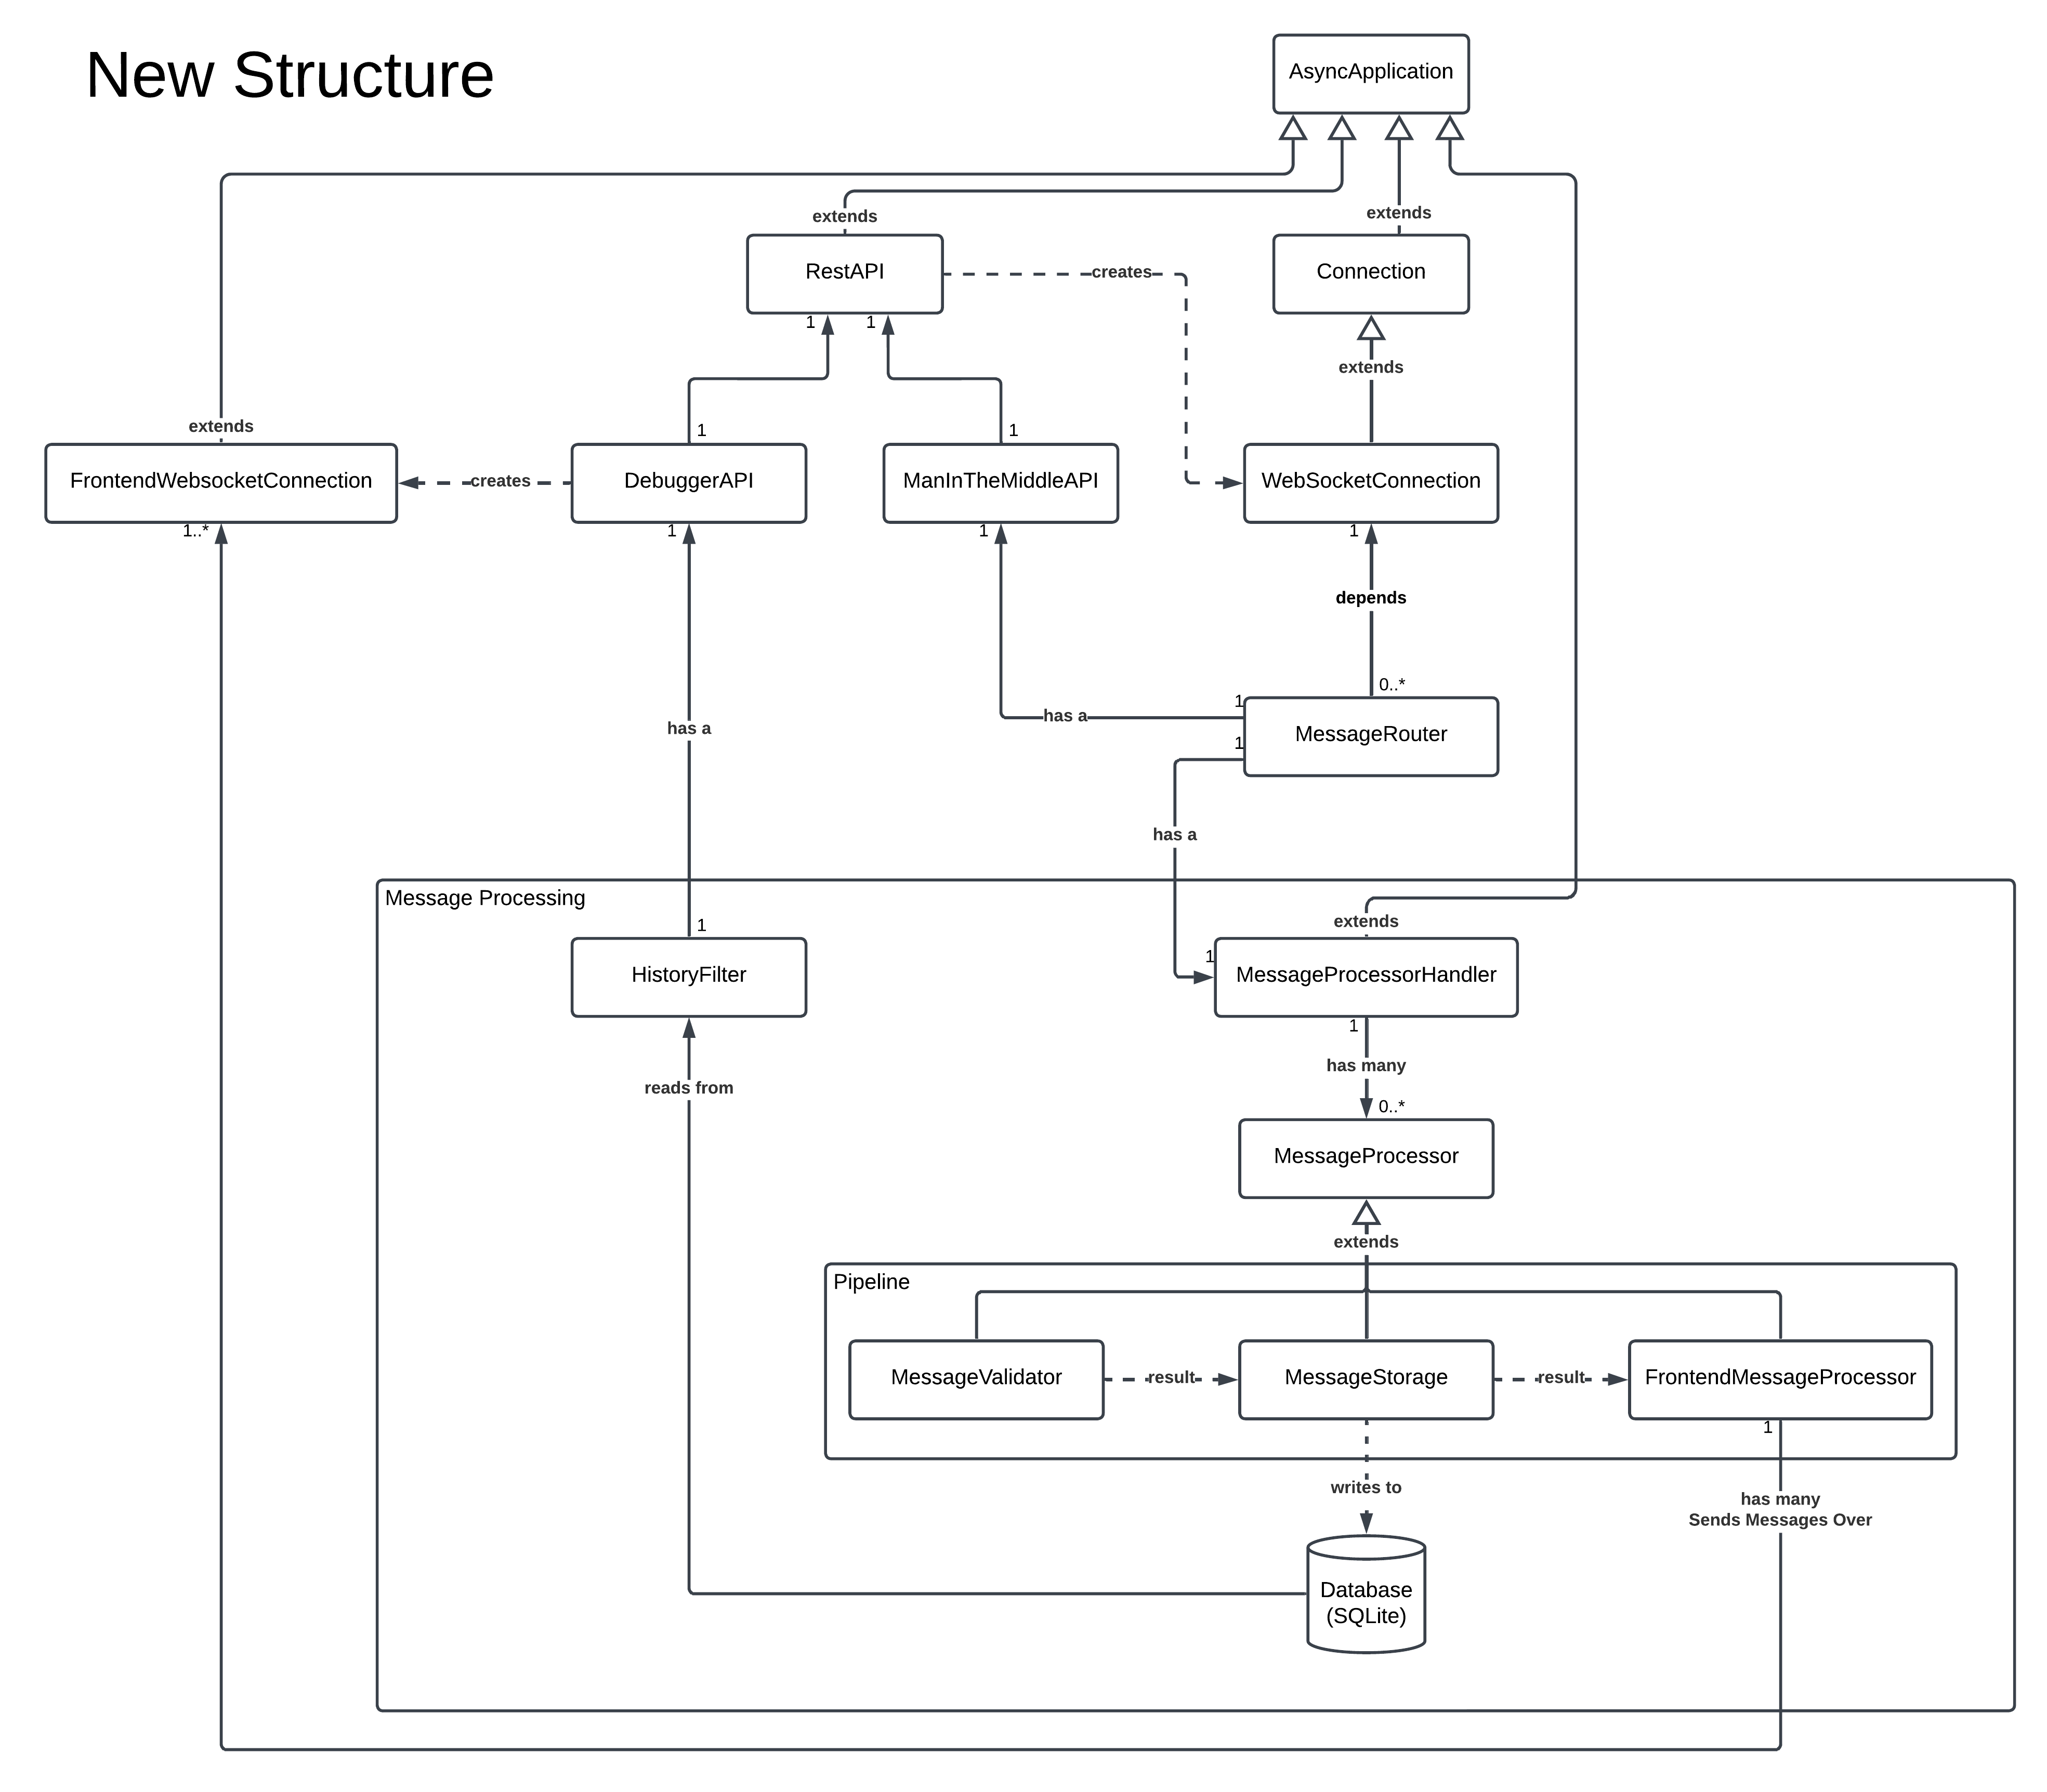 New Structure
AsyncApplication
extends
extends
RestAPI
creates
Connection
1
1
extends
extends
1
1
FrontendWebsocketConnection
creates
DebuggerAPI
ManInTheMiddleAPI
WebSocketConnection
1..*
1
1
1
depends
0..*
1
has a
has a
MessageRouter
1
has a
Message Processing
1
extends
1
HistoryFilter
MessageProcessorHandler
1
has many
reads from
0..*
MessageProcessor
extends
Pipeline
MessageValidator
result
MessageStorage
result
FrontendMessageProcessor
1
writes to
has many
Sends Messages Over
Database
(SQLite)